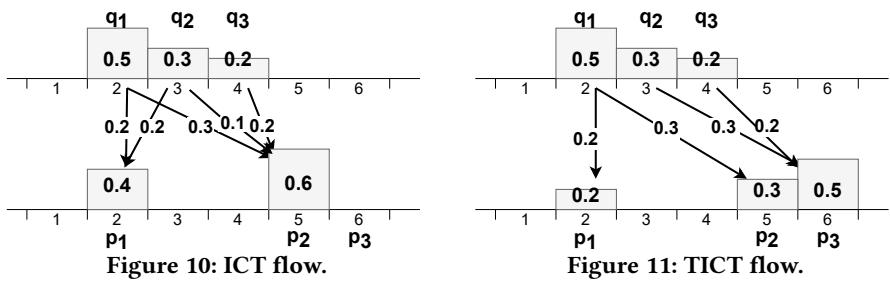 q1 q2 q3
0.5 0.3 0.2
1 2 3 4 5 6
0.2 0.2 0.3 0.1 0.2
0.4 0.6
1 2 3 4 5 6
p1 p2 p3
Figure 10: ICT flow.
q1 q2 q3
0.5 0.3 0.2
1 2 3 4 5 6
0.2 0.3 0.3 0.2
0.2 0.3 0.5
1 2 3 4 5 6
p1 p2 p3
Figure 11: TICT flow.